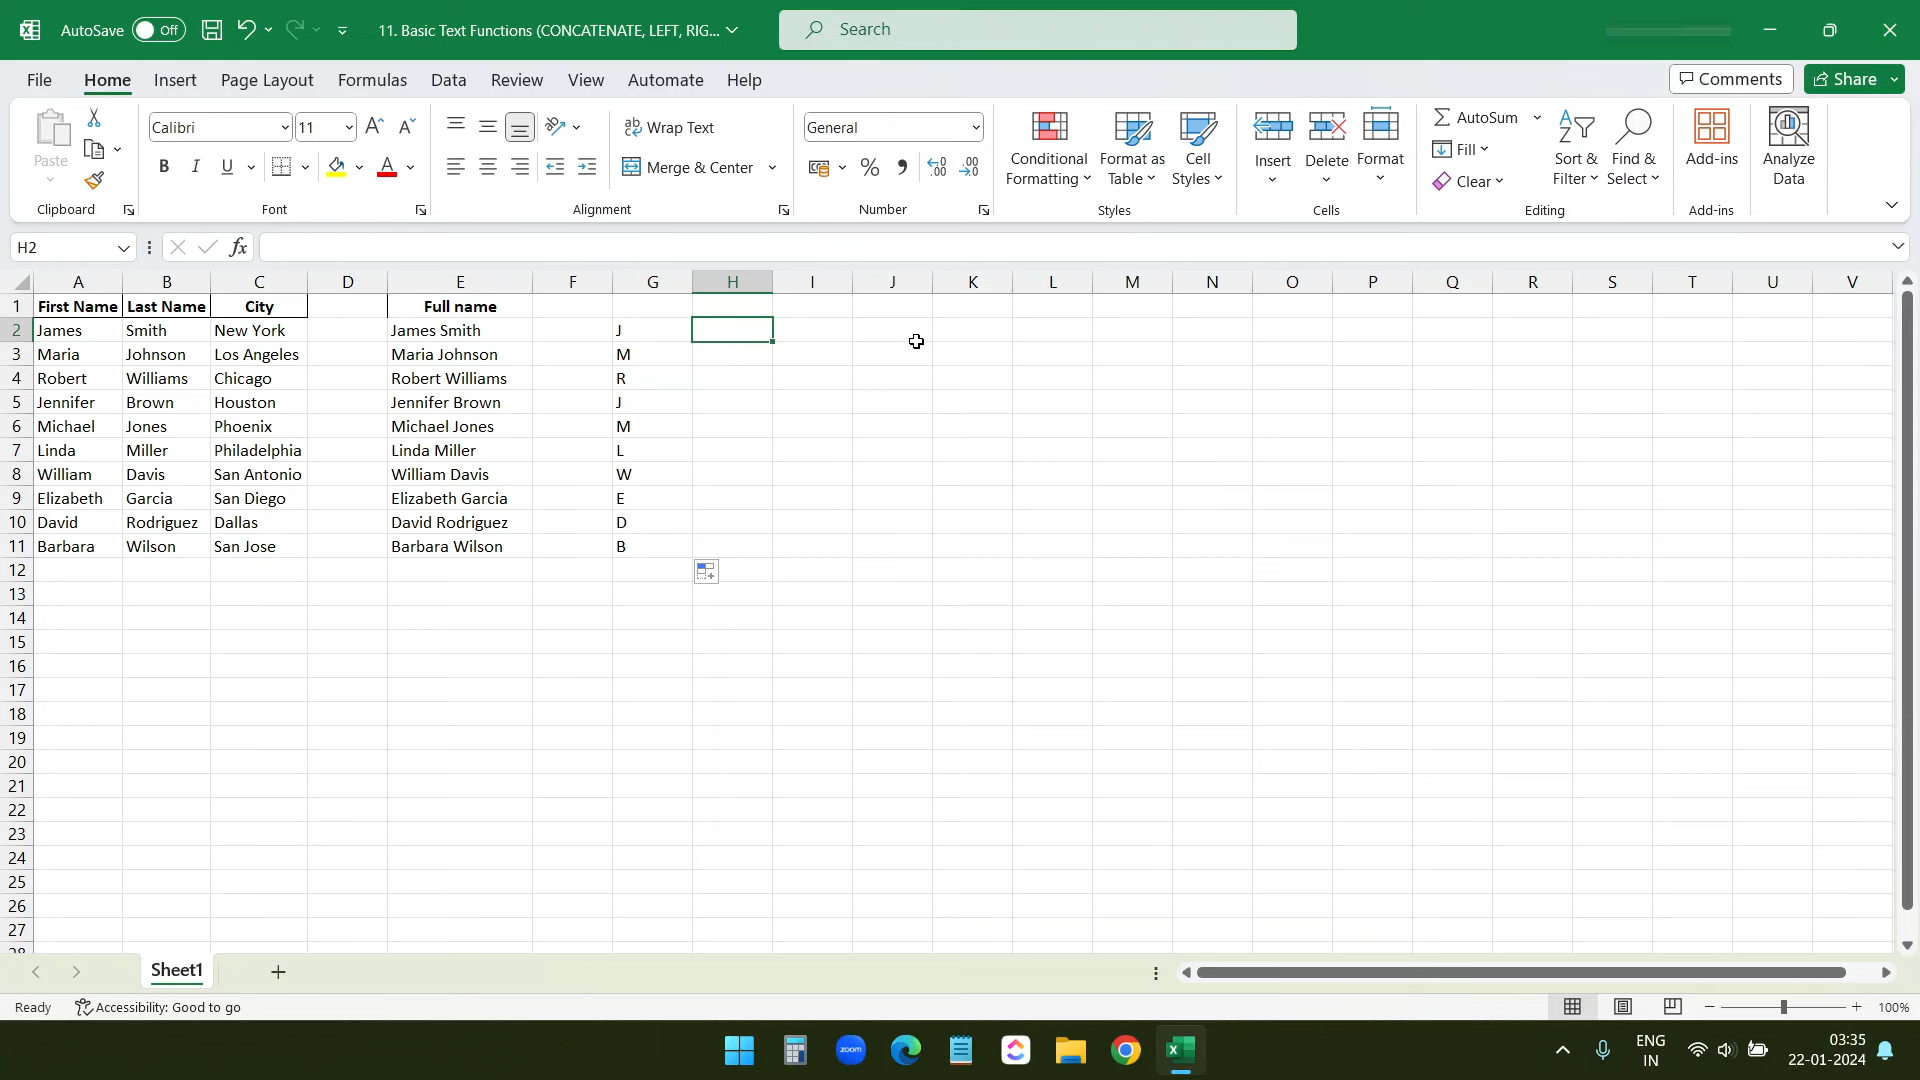 AutoSave Off 11. Basic Text Functions (CONCATENATE, LEFT, RIG... Search
File Home Insert Page Layout Formulas Data Review View Automate Help Comments Share
Paste
Clipboard
Calibri 11
B I U A
Font
Wrap Text
Merge & Center
Alignment
General
% .00
Number
Conditional Formatting
Format as Table
Cell Styles
Styles
Insert Delete Format
Cells
AutoSum
Fill
Clear
Sort & Filter
Find & Select
Editing
Add-ins
Add-ins
Analyze Data
H2 fx
A B C D E F G H I J K L M N O P Q R S T U V
1 First Name Last Name City Full name
2 James Smith New York James Smith J
3 Maria Johnson Los Angeles Maria Johnson M
4 Robert Williams Chicago Robert Williams R
5 Jennifer Brown Houston Jennifer Brown J
6 Michael Jones Phoenix Michael Jones M
7 Linda Miller Philadelphia Linda Miller L
8 William Davis San Antonio William Davis W
9 Elizabeth Garcia San Diego Elizabeth Garcia E
10 David Rodriguez Dallas David Rodriguez D
11 Barbara Wilson San Jose Barbara Wilson B
12
13
14
15
16
17
18
19
20
21
22
23
24
25
26
27
28
Sheet1
Ready Accessibility: Good to go 100%
zoom
ENG
IN
03:35
22-01-2024